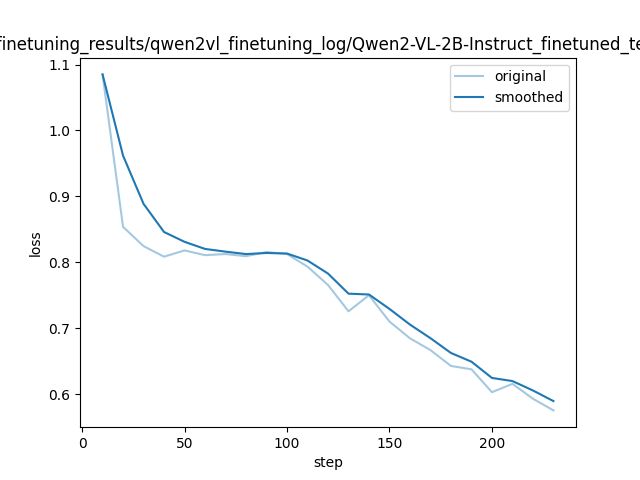 finetuning_results/qwen2vl_finetuning_log/Qwen2-VL-2B-Instruct_finetuned_te
original
smoothed
1.1
1.0
0.9
0.8
0.7
0.6
loss
0
50
100
150
200
step